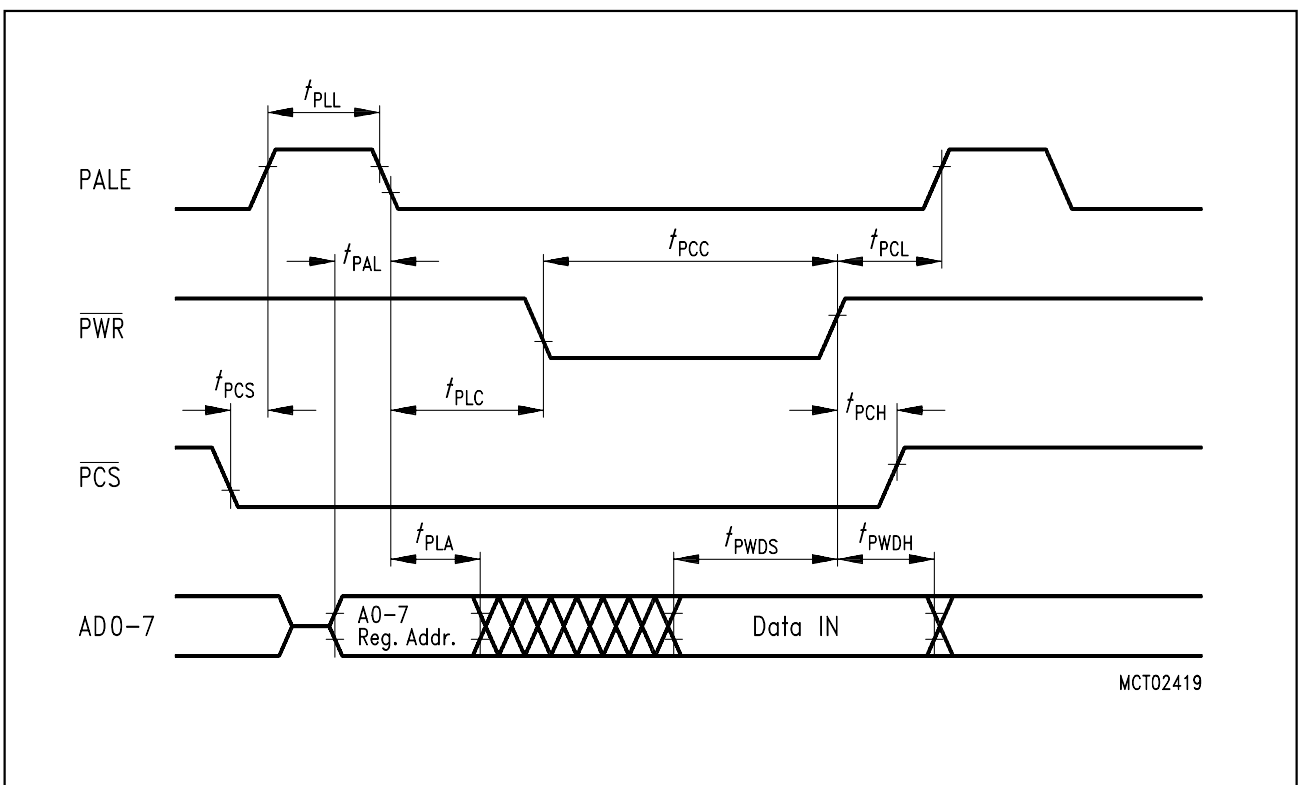 tPLL
PALE
tPAL
tPCC
tPCL
PWR
tPCS
tPLC
tPCH
PCS
tPLA
tPWDS
tPWDH
AD0-7
A0-7
Reg. Addr.
Data IN
MCT02419